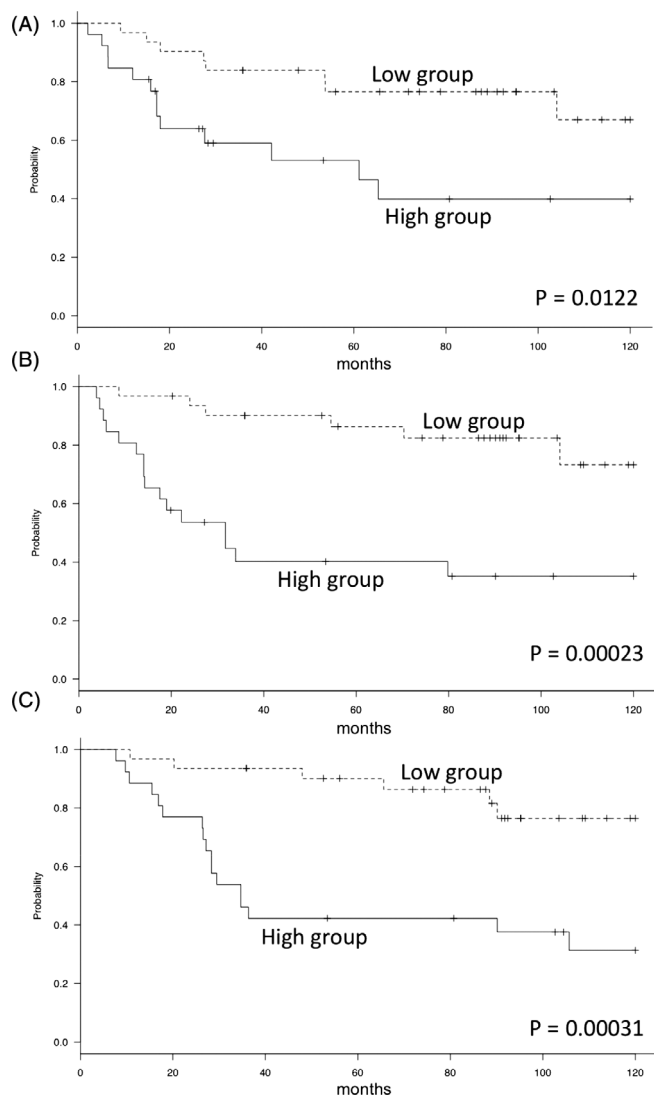 (A)
1.0
0.8
0.6
0.4
0.2
0.0
Probability
Low group
High group
P = 0.0122
0 20 40 60 80 100 120
months
(B)
1.0
0.8
0.6
0.4
0.2
0.0
Probability
Low group
High group
P = 0.00023
0 20 40 60 80 100 120
months
(C)
1.0
0.8
0.6
0.4
0.2
0.0
Probability
Low group
High group
P = 0.00031
0 20 40 60 80 100 120
months